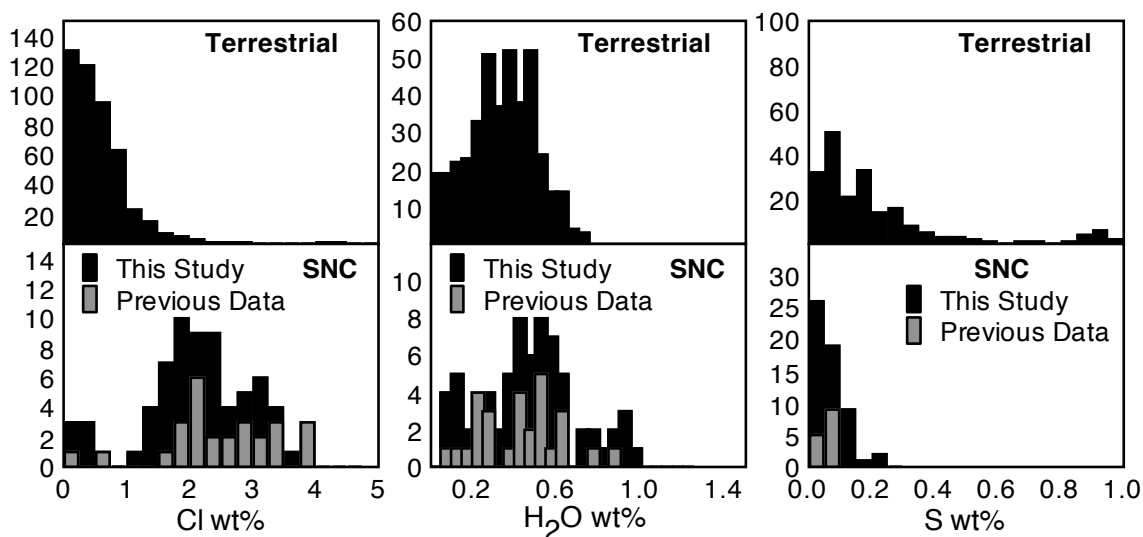 Terrestrial
140
120
100
80
60
40
20
Terrestrial
60
50
40
30
20
10
Terrestrial
100
80
60
40
20
SNC
This Study
Previous Data
14
12
10
8
6
4
2
0
0 1 2 3 4 5
Cl wt%
SNC
This Study
Previous Data
10
8
6
4
2
0
0.2 0.6 1.0 1.4
H2O wt%
SNC
This Study
Previous Data
30
25
20
15
10
5
0
0.0 0.2 0.4 0.6 0.8 1.0
S wt%